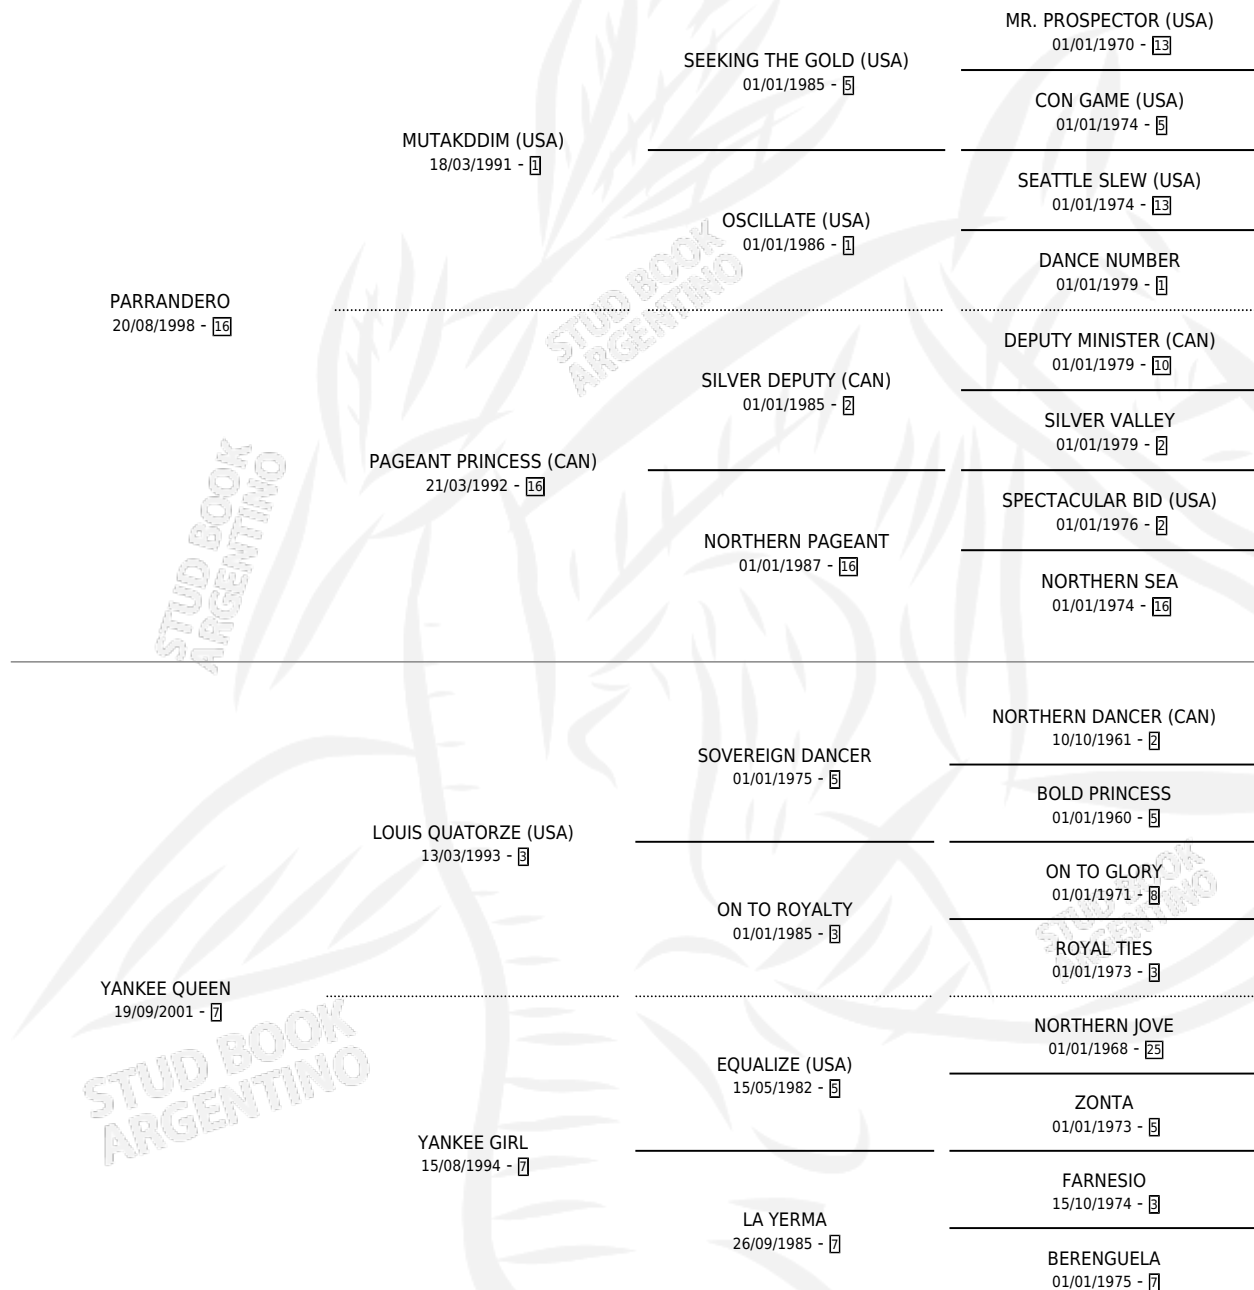 PARRANDERO
20/08/1998 - 16
MUTAKDDIM (USA)
18/03/1991 - 1
PAGEANT PRINCESS (CAN)
21/03/1992 - 16
SEEKING THE GOLD (USA)
01/01/1985 - 5
OSCILLATE (USA)
01/01/1986 - 1
SILVER DEPUTY (CAN)
01/01/1985 - 2
NORTHERN PAGEANT
01/01/1987 - 16
MR. PROSPECTOR (USA)
01/01/1970 - 13
CON GAME (USA)
01/01/1974 - 5
SEATTLE SLEW (USA)
01/01/1974 - 13
DANCE NUMBER
01/01/1979 - 1
DEPUTY MINISTER (CAN)
01/01/1979 - 10
SILVER VALLEY
01/01/1979 - 2
SPECTACULAR BID (USA)
01/01/1976 - 2
NORTHERN SEA
01/01/1974 - 16
YANKEE QUEEN
19/09/2001 - 7
LOUIS QUATORZE (USA)
13/03/1993 - 3
YANKEE GIRL
15/08/1994 - 7
SOVEREIGN DANCER
01/01/1975 - 5
ON TO ROYALTY
01/01/1985 - 3
EQUALIZE (USA)
15/05/1982 - 5
LA YERMA
26/09/1985 - 7
NORTHERN DANCER (CAN)
10/10/1961 - 2
BOLD PRINCESS
01/01/1960 - 5
ON TO GLORY
01/01/1971 - 8
ROYAL TIES
01/01/1973 - 3
NORTHERN JOVE
01/01/1968 - 25
ZONTA
01/01/1973 - 5
FARNESIO
15/10/1974 - 3
BERENGUELA
01/01/1975 - 7
STUD BOOK
ARGENTINO
STUD BOOK
ARGENTINO
STUD BOOK
ARGENTINO
STUD BOOK
ARGENTINO